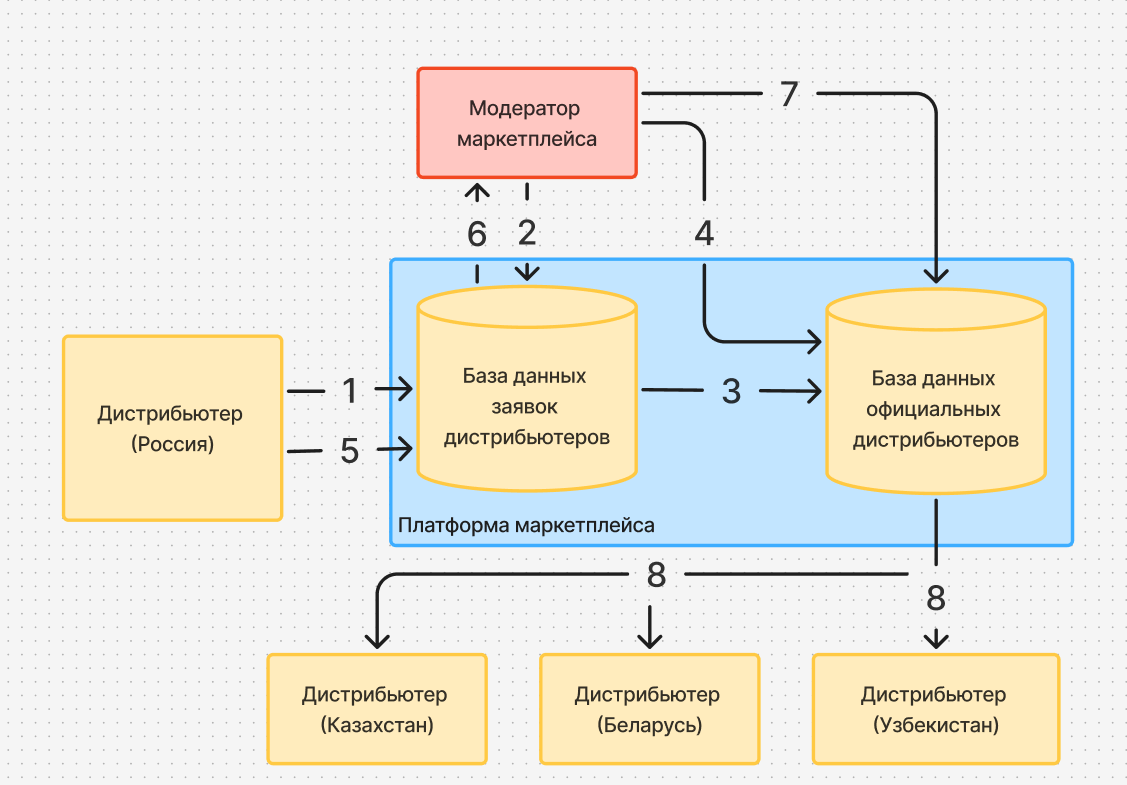 Модератор
маркетплейса
7
6
2
4
Дистрибьютер
(Россия)
1
5
База данных
заявок
дистрибьютеров
3
База данных
официальных
дистрибьютеров
Платформа маркетплейса
8
8
Дистрибьютер
(Казахстан)
Дистрибьютер
(Беларусь)
Дистрибьютер
(Узбекистан)